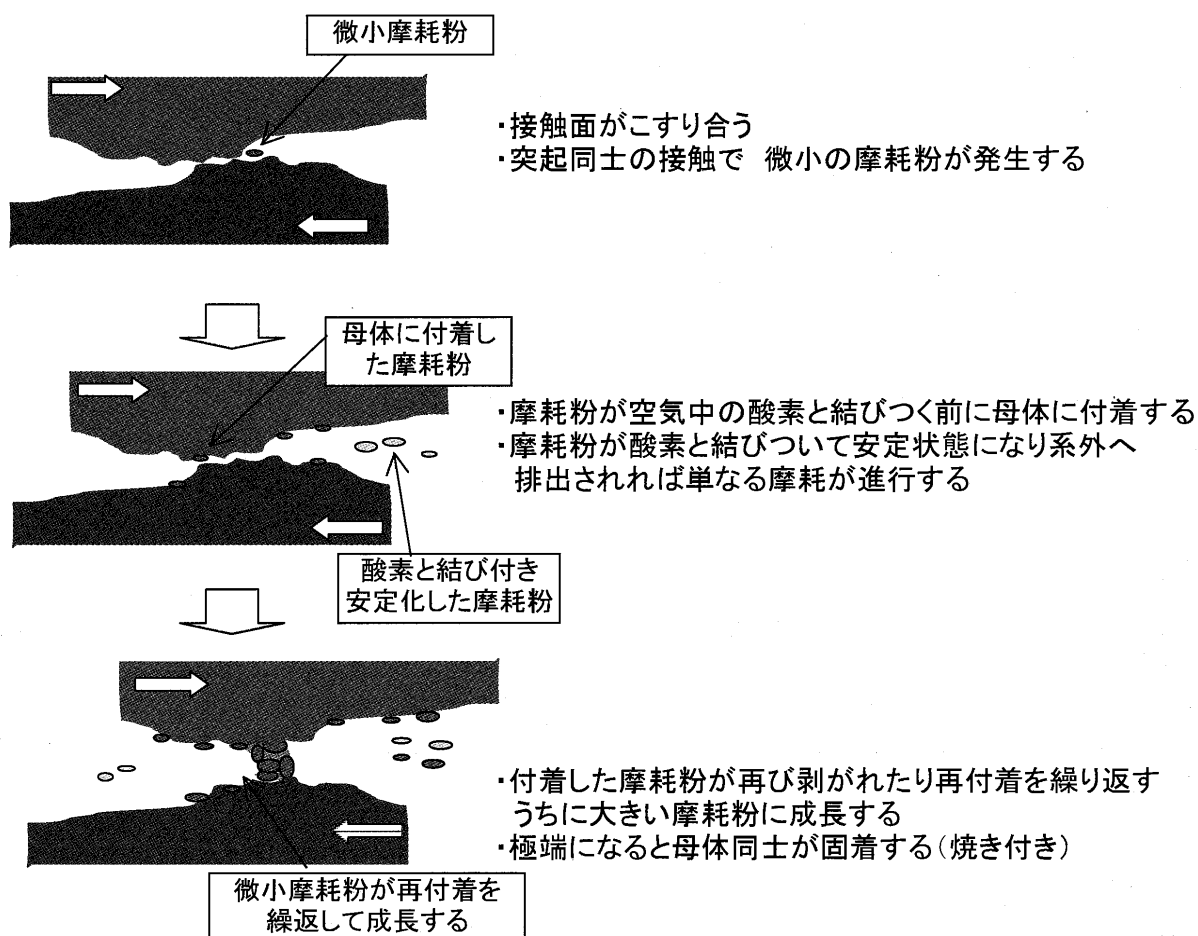 微小摩耗粉
・接触面がこすり合う
・突起同士の接触で 微小の摩耗粉が発生する
母体に付着し
た摩耗粉
・摩耗粉が空気中の酸素と結びつく前に母体に付着する
・摩耗粉が酸素と結びついて安定状態になり系外へ
排出されれば単なる摩耗が進行する
酸素と結び付き
安定化した摩耗粉
・付着した摩耗粉が再び剥がれたり再付着を繰り返す
うちに大きい摩耗粉に成長する
・極端になると母体同士が固着する(焼き付き)
微小摩耗粉が再付着を
繰返して成長する